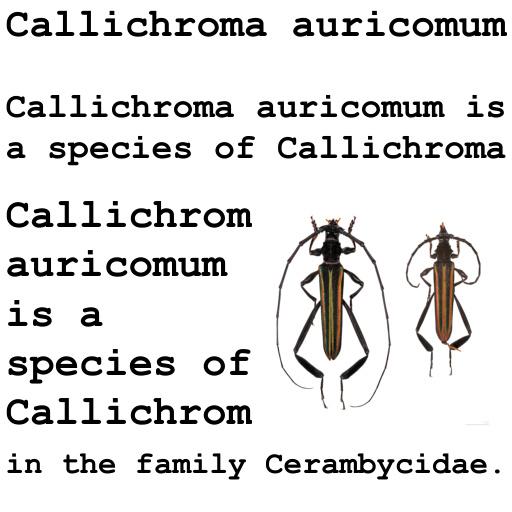 Callichroma auricomum
Callichroma auricomum is
a species of Callichroma
Callichrom
auricomum
is a
species of
Callichrom
in the family Cerambycidae.